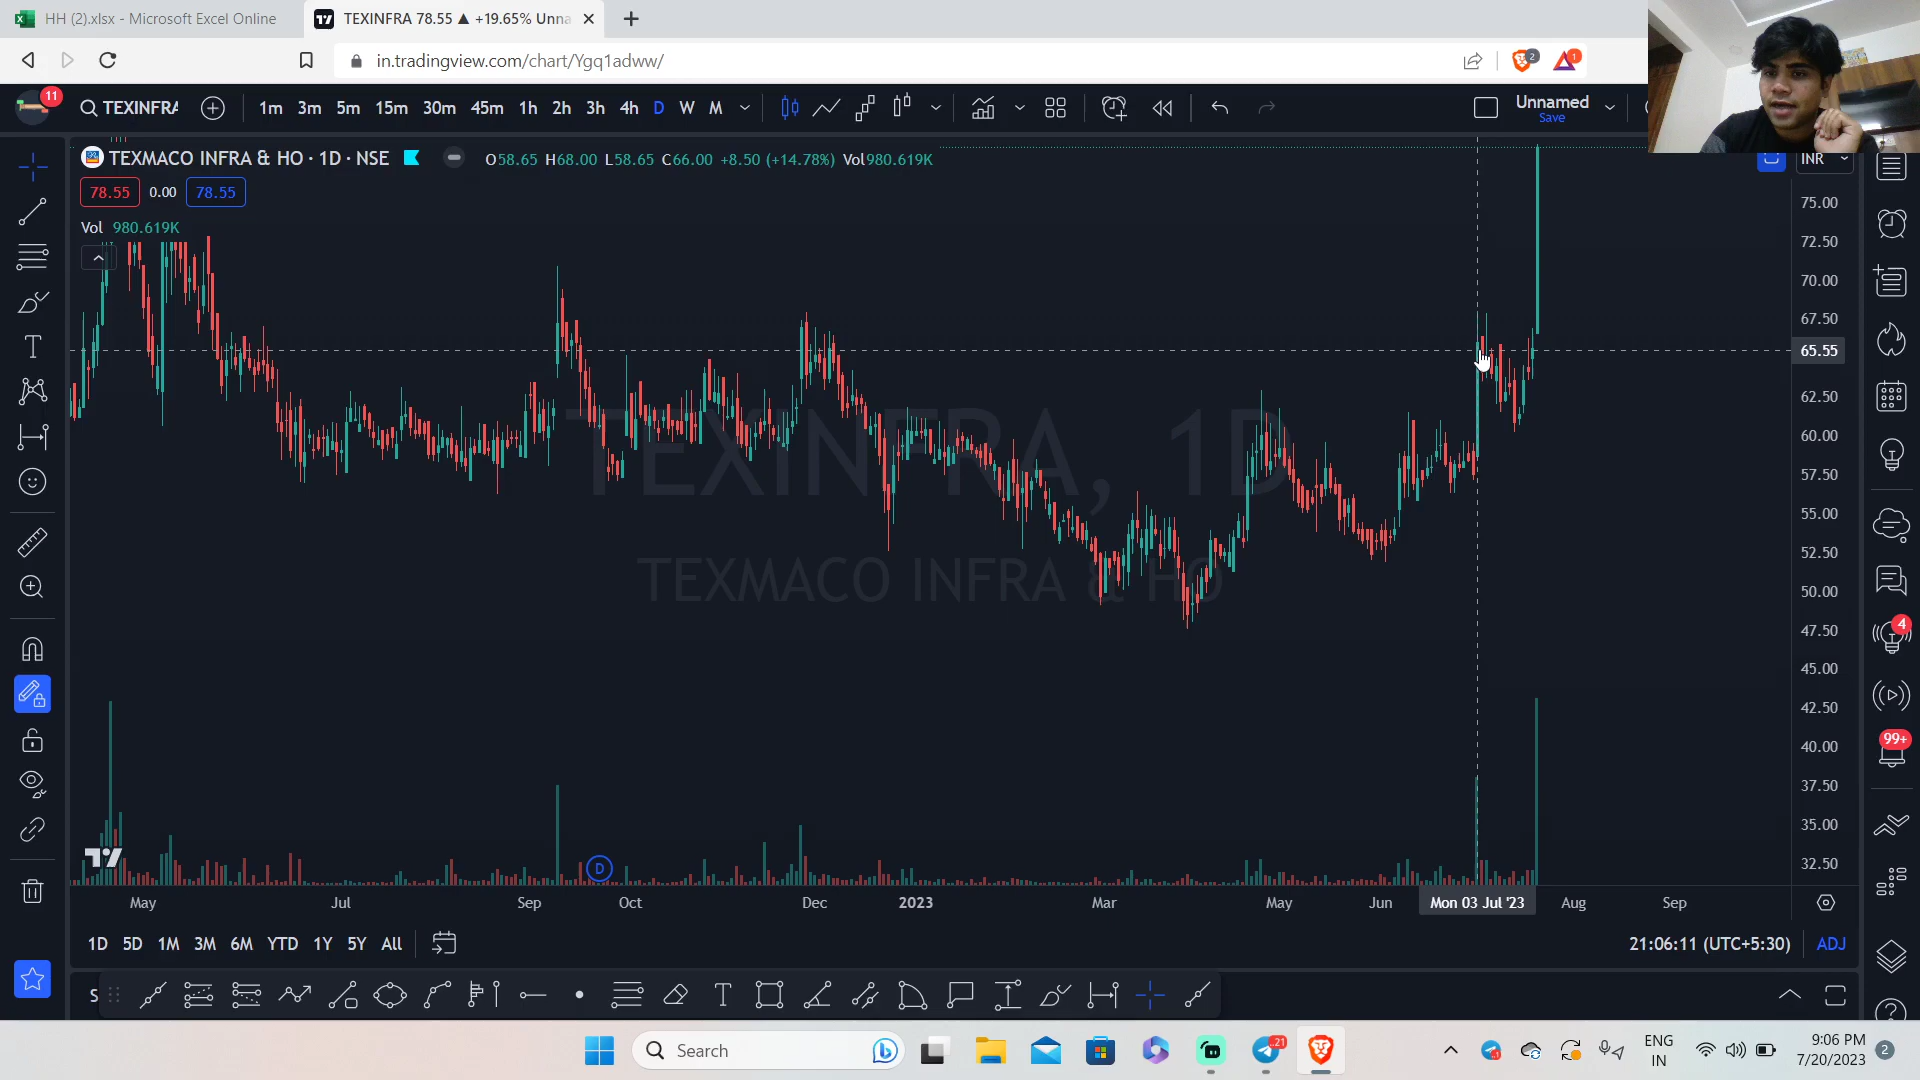 HH (2).xlsx - Microsoft Excel Online
TEXINFRA 78.55 ▲ +19.65% Unna
in.tradingview.com/chart/Ygq1adww/
2
1
11
TEXINFRA
1m 3m 5m 15m 30m 45m 1h 2h 3h 4h D W M
Unnamed
Save
TEXMACO INFRA & HO · 1D · NSE
O58.65 H68.00 L58.65 C66.00 +8.50 (+14.78%) Vol980.619K
INR
78.55 0.00 78.55
Vol 980.619K
75.00
72.50
70.00
67.50
65.55
62.50
60.00
57.50
55.00
52.50
50.00
47.50
45.00
42.50
40.00
37.50
35.00
32.50
TEXINFRA, 1D
TEXMACO INFRA & HO
4
99+
D
May Jul Sep Oct Dec 2023 Mar May Jun Mon 03 Jul '23 Aug Sep
1D 5D 1M 3M 6M YTD 1Y 5Y All
21:06:11 (UTC+5:30) ADJ
S
Search
21
ENG
IN
9:06 PM
7/20/2023
2